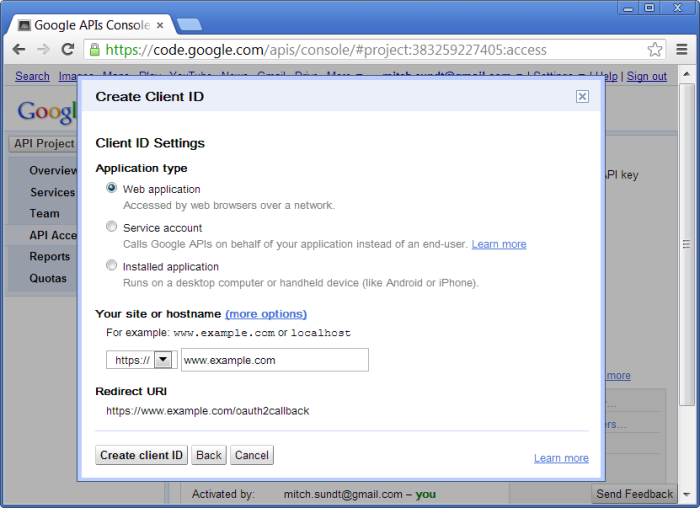 Google APIs Console
https://code.google.com/apis/console/#project:383259227405:access
Search Images Maps Play YouTube News Gmail Drive More mitch.sundt@gmail.com | Settings | Help | Sign out
Create Client ID
Client ID Settings
Application type
Web application
Accessed by web browsers over a network.
Service account
Calls Google APIs on behalf of your application instead of an end-user. Learn more
Installed application
Runs on a desktop computer or handheld device (like Android or iPhone).
Your site or hostname (more options)
For example: www.example.com or localhost
https:// www.example.com
Redirect URI
https://www.example.com/oauth2callback
Create client ID Back Cancel
Learn more
API Project
Services
Team
Reports
Quotas
API key
more
Activated by: mitch.sundt@gmail.com – you
Send Feedback